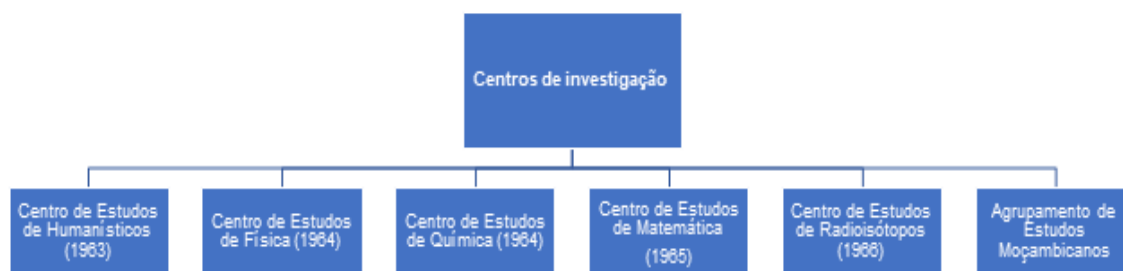 Centros de investigação
Centro de Estudos
de Humanísticos
(1963)
Centro de Estudos
de Física (1964)
Centro de Estudos
de Química (1964)
Centro de Estudos
de Matemática
(1965)
Centro de Estudos
de Radioisótopos
(1966)
Agrupamento de
Estudos
Moçambicanos